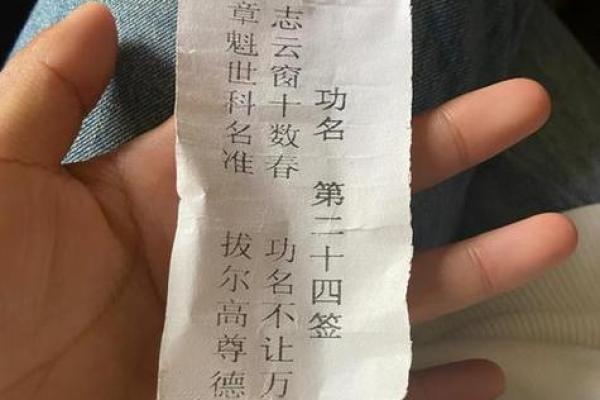 功名 第二十四签
志云窗十数春 功名不让万
章魁世科名准 拔尔高尊德